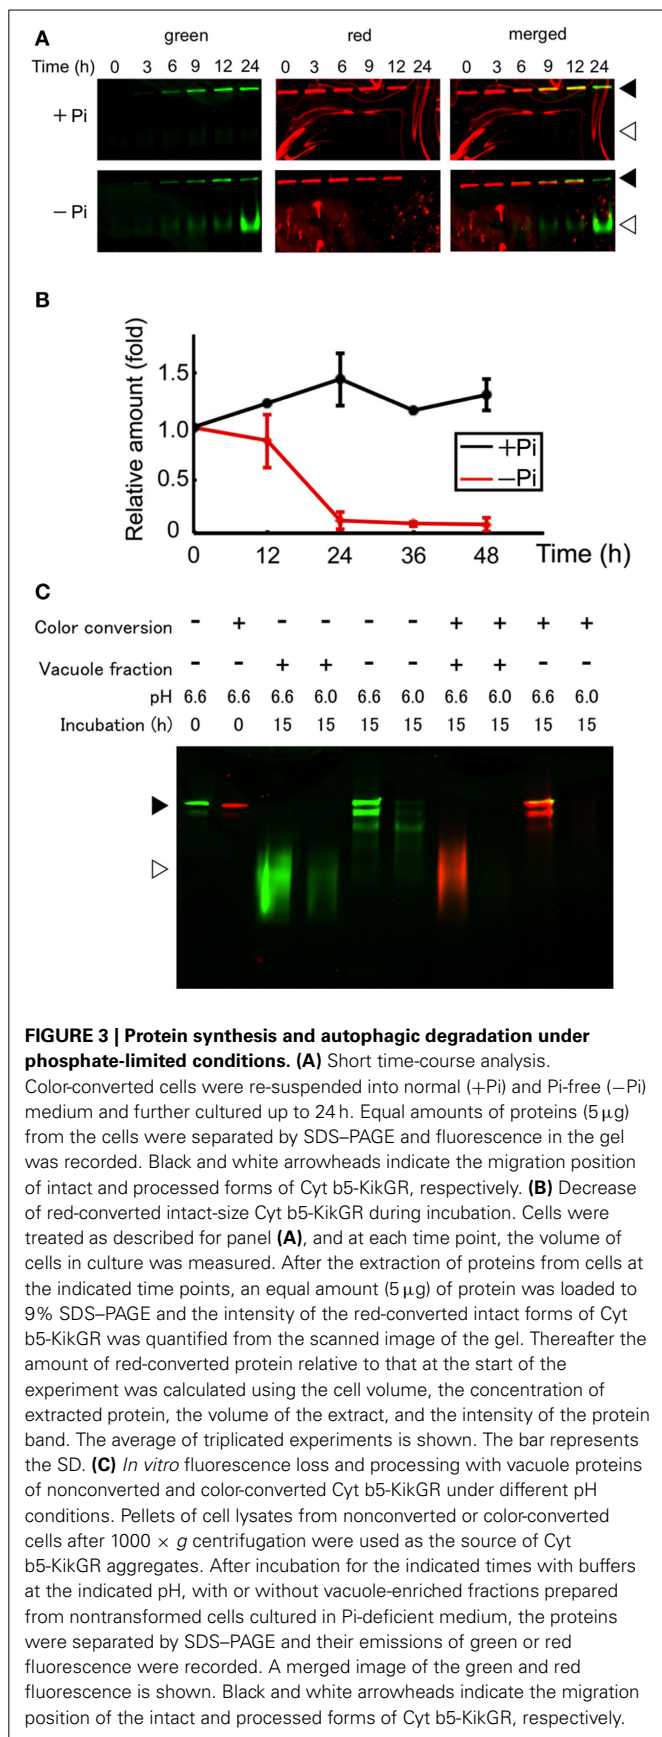 A
green red merged
Time (h) 0 3 6 9 12 24 0 3 6 9 12 24 0 3 6 9 12 24
+Pi
−Pi
B
Relative amount (fold)
1.5
1.0
0.5
0
+Pi
−Pi
0 12 24 36 48 Time (h)
C
Color conversion - + - - - - + + + +
Vacuole fraction - - + + - - + + - -
pH 6.6 6.6 6.6 6.0 6.6 6.0 6.6 6.0 6.6 6.0
Incubation (h) 0 0 15 15 15 15 15 15 15 15
FIGURE 3 | Protein synthesis and autophagic degradation under
phosphate-limited conditions. (A) Short time-course analysis.
Color-converted cells were re-suspended into normal (+Pi) and Pi-free (−Pi)
medium and further cultured up to 24 h. Equal amounts of proteins (5 μg)
from the cells were separated by SDS–PAGE and fluorescence in the gel
was recorded. Black and white arrowheads indicate the migration position
of intact and processed forms of Cyt b5-KikGR, respectively. (B) Decrease
of red-converted intact-size Cyt b5-KikGR during incubation. Cells were
treated as described for panel (A), and at each time point, the volume of
cells in culture was measured. After the extraction of proteins from cells at
the indicated time points, an equal amount (5 μg) of protein was loaded to
9% SDS–PAGE and the intensity of the red-converted intact forms of Cyt
b5-KikGR was quantified from the scanned image of the gel. Thereafter the
amount of red-converted protein relative to that at the start of the
experiment was calculated using the cell volume, the concentration of
extracted protein, the volume of the extract, and the intensity of the protein
band. The average of triplicated experiments is shown. The bar represents
the SD. (C) In vitro fluorescence loss and processing with vacuole proteins
of nonconverted and color-converted Cyt b5-KikGR under different pH
conditions. Pellets of cell lysates from nonconverted or color-converted
cells after 1000 × g centrifugation were used as the source of Cyt
b5-KikGR aggregates. After incubation for the indicated times with buffers
at the indicated pH, with or without vacuole-enriched fractions prepared
from nontransformed cells cultured in Pi-deficient medium, the proteins
were separated by SDS–PAGE and their emissions of green or red
fluorescence were recorded. A merged image of the green and red
fluorescence is shown. Black and white arrowheads indicate the migration
position of the intact and processed forms of Cyt b5-KikGR, respectively.